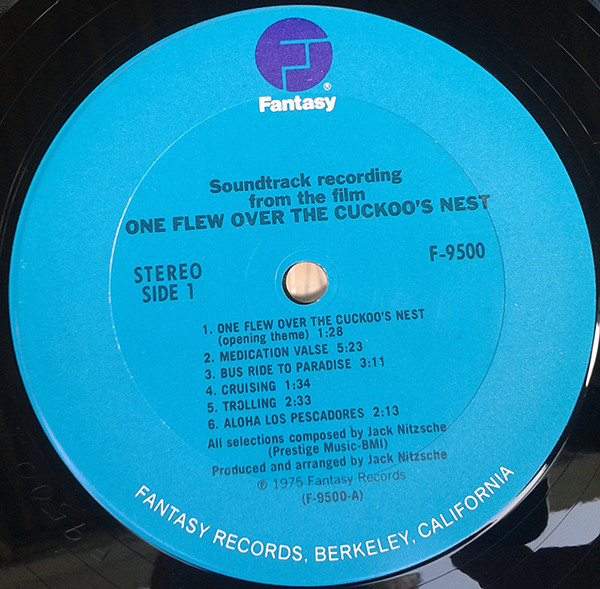 ®
Fantasy
Soundtrack recording
from the film
ONE FLEW OVER THE CUCKOO'S NEST
STEREO
SIDE 1
F-9500
1. ONE FLEW OVER THE CUCKOO'S NEST
(opening theme) 1:28
2. MEDICATION VALSE 5:23
3. BUS RIDE TO PARADISE 3:11
4. CRUISING 1:34
5. TROLLING 2:33
6. ALOHA LOS PESCADORES 2:13
All selections composed by Jack Nitzsche
(Prestige Music-BMI)
Produced and arranged by Jack Nitzsche
℗ 1975 Fantasy Records
(F-9500-A)
FANTASY RECORDS, BERKELEY, CALIFORNIA